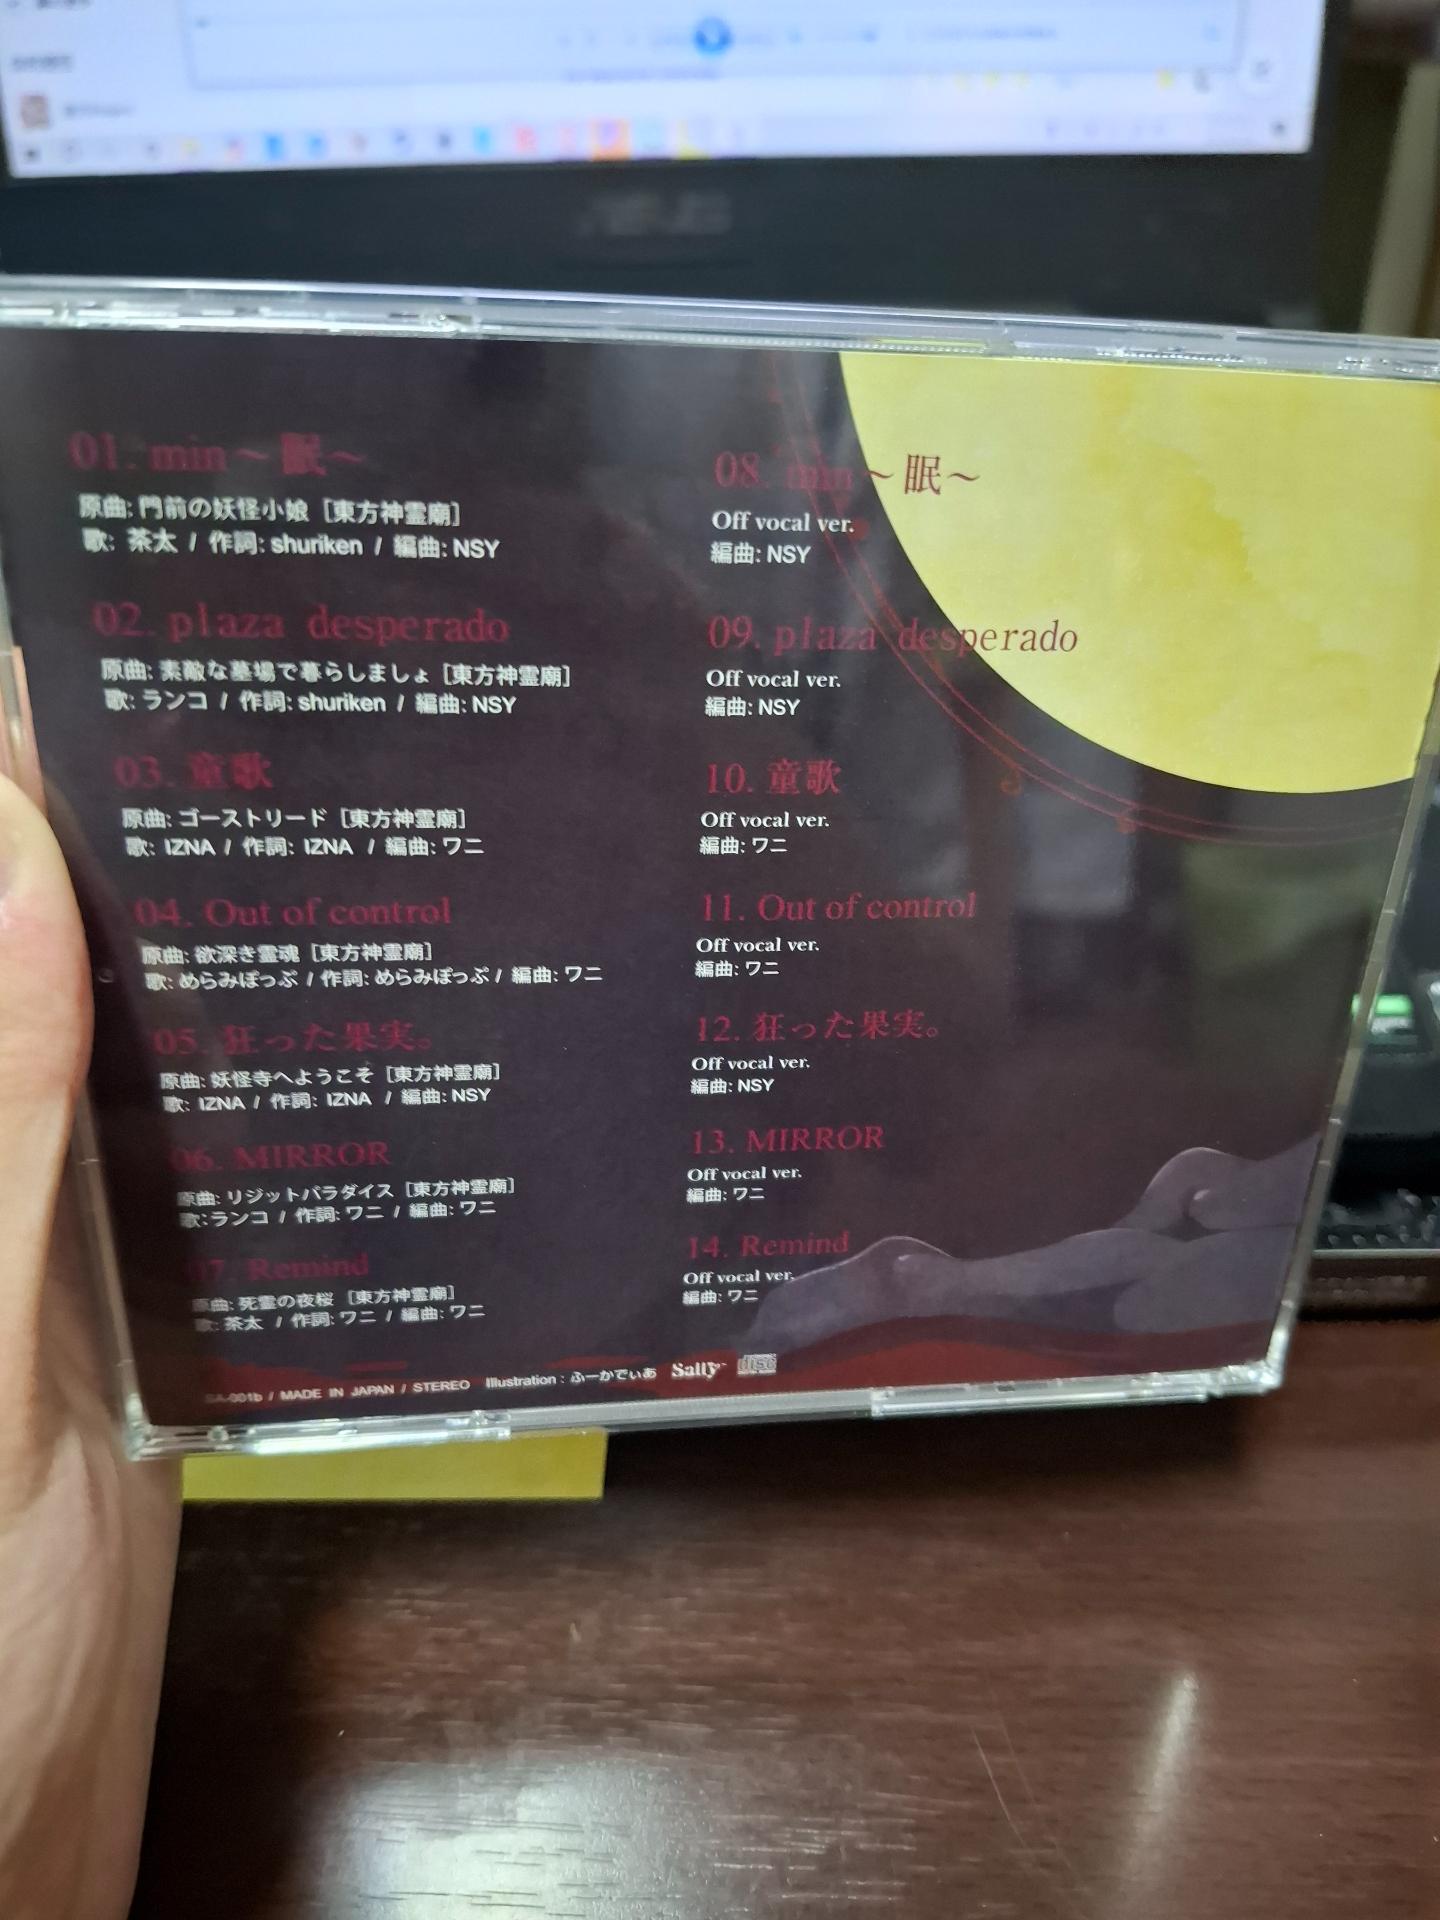 01. min～眠～
原曲: 門前の妖怪小娘［東方神霊廟］
歌: 茶太 / 作詞: shuriken / 編曲: NSY
02. plaza desperado
原曲: 素敵な墓場で暮らしましょ［東方神霊廟］
歌: ランコ / 作詞: shuriken / 編曲: NSY
03. 童歌
原曲: ゴーストリード［東方神霊廟］
歌: IZNA / 作詞: IZNA / 編曲: ワニ
04. Out of control
原曲: 欲深き霊魂［東方神霊廟］
歌: めらみぽっぷ / 作詞: めらみぽっぷ / 編曲: ワニ
05. 狂った果実。
原曲: 妖怪寺へようこそ［東方神霊廟］
歌: IZNA / 作詞: IZNA / 編曲: NSY
06. MIRROR
原曲: リジットパラダイス［東方神霊廟］
歌: ランコ / 作詞: ワニ / 編曲: ワニ
07. Remind
原曲: 死霊の夜桜［東方神霊廟］
歌: 茶太 / 作詞: ワニ / 編曲: ワニ
08. min～眠～
Off vocal ver.
編曲: NSY
09. plaza desperado
Off vocal ver.
編曲: NSY
10. 童歌
Off vocal ver.
編曲: ワニ
11. Out of control
Off vocal ver.
編曲: ワニ
12. 狂った果実。
Off vocal ver.
編曲: NSY
13. MIRROR
Off vocal ver.
編曲: ワニ
14. Remind
Off vocal ver.
編曲: ワニ
SA-001b / MADE IN JAPAN / STEREO Illustration : ふーかでぃあ Sally disc
ASUS